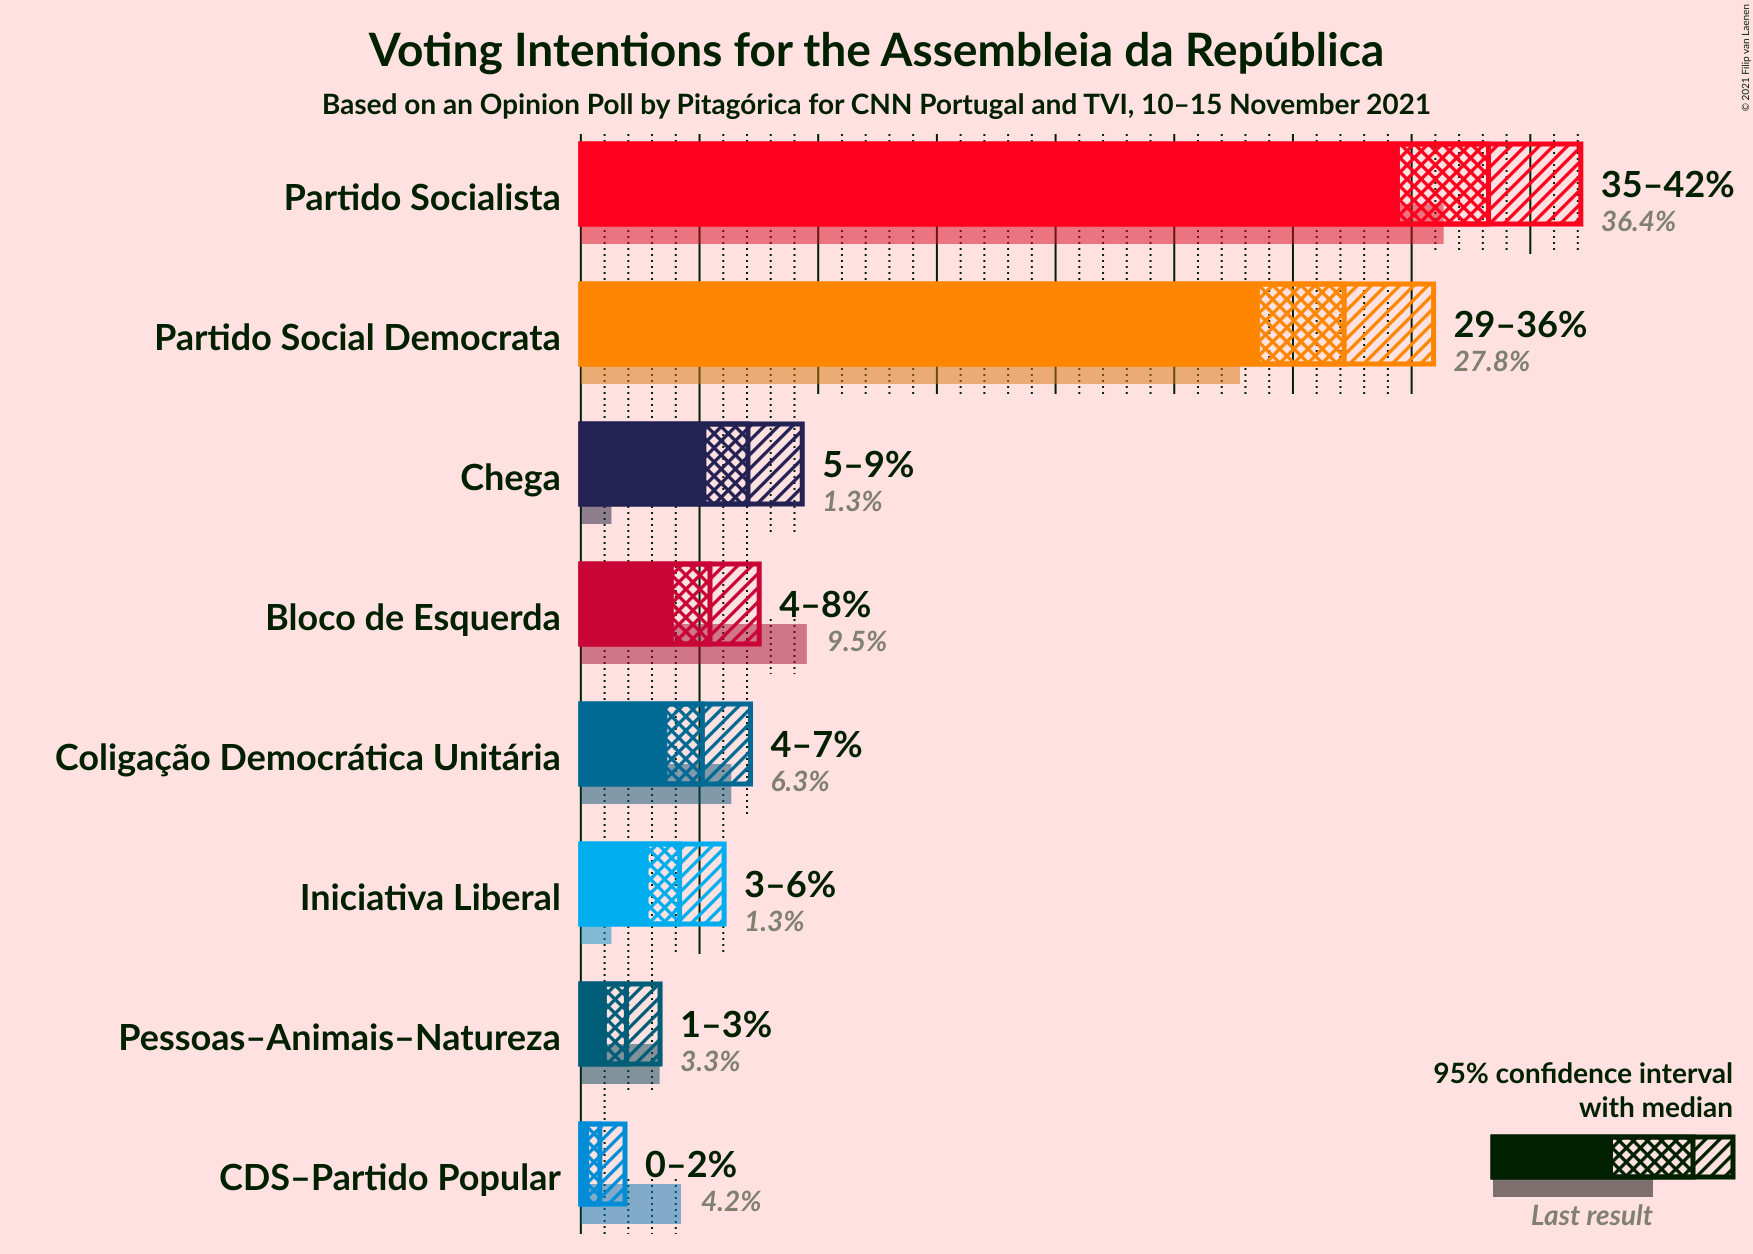 Voting Intentions for the Assembleia da República
Based on an Opinion Poll by Pitagórica for CNN Portugal and TVI, 10–15 November 2021
© 2021 Filip van Laenen
Partido Socialista
35–42%
36.4%
Partido Social Democrata
29–36%
27.8%
Chega
5–9%
1.3%
Bloco de Esquerda
4–8%
9.5%
Coligação Democrática Unitária
4–7%
6.3%
Iniciativa Liberal
3–6%
1.3%
Pessoas–Animais–Natureza
1–3%
3.3%
CDS–Partido Popular
0–2%
4.2%
95% confidence interval
with median
Last result